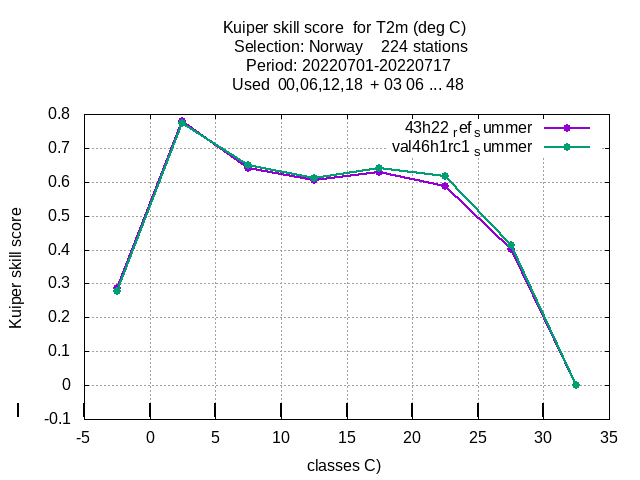 Kuiper skill score for T2m (deg C)
Selection: Norway 224 stations
Period: 20220701-20220717
Used 00,06,12,18 + 03 06 ... 48
43h22 ref summer
val46h1rc1 summer
0.8
0.7
0.6
0.5
0.4
0.3
0.2
0.1
0
-0.1
Kuiper skill score
-5 0 5 10 15 20 25 30 35
classes C)